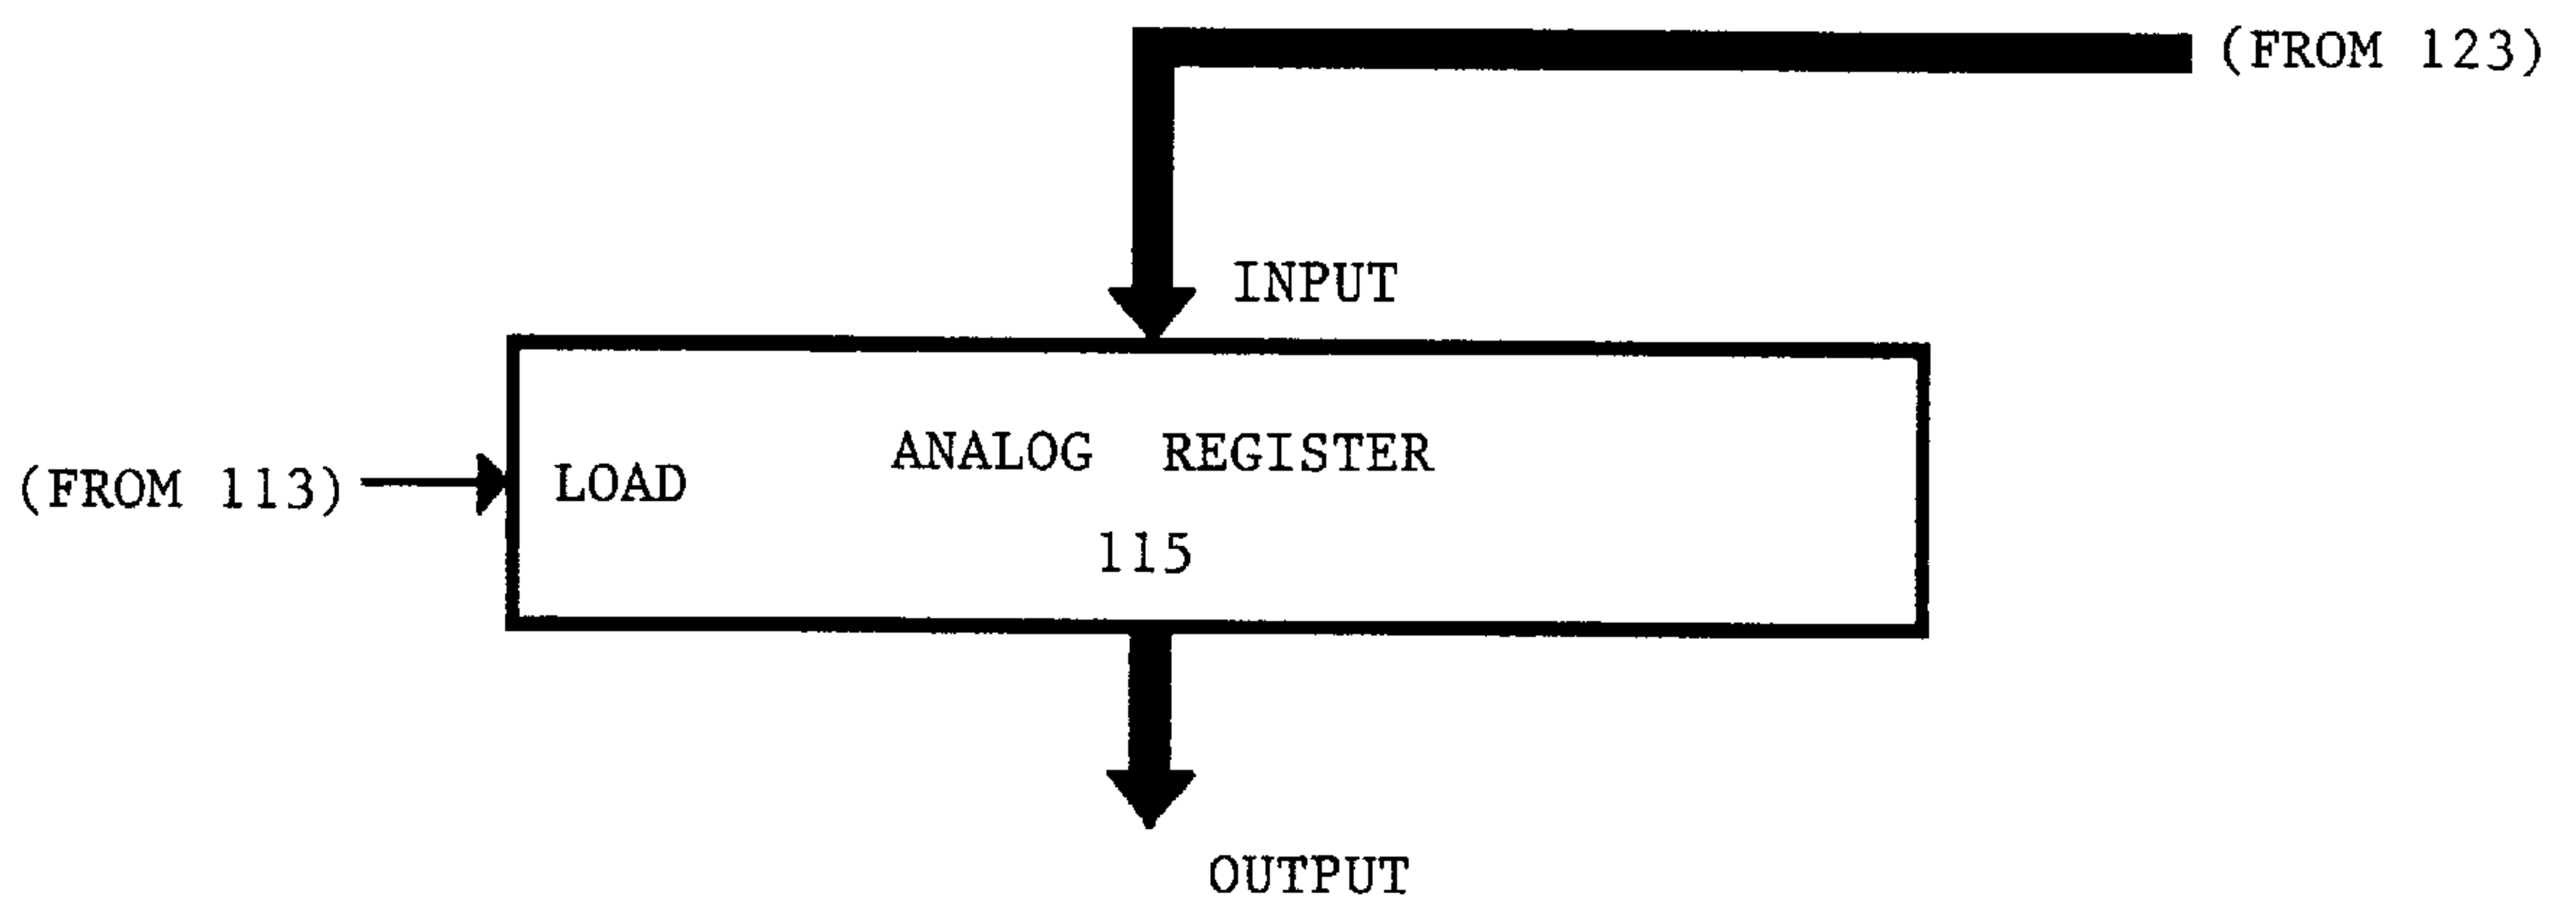 (FROM 123)
INPUT
ANALOG REGISTER
(FROM 113)
LOAD
115
OUTPUT